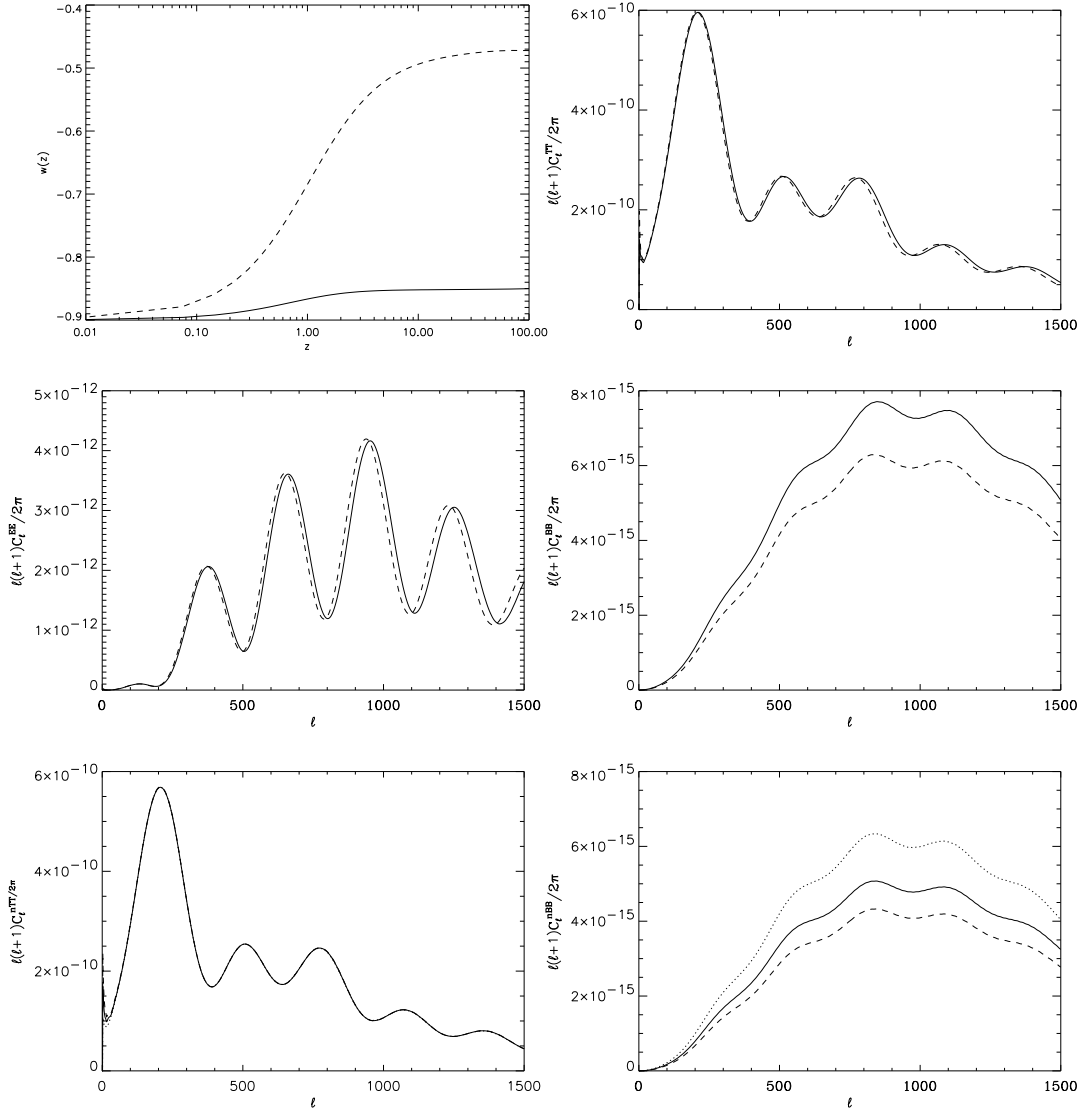 -0.4
-0.5
-0.6
-0.7
-0.8
-0.9
w(z)
0.01 0.10 1.00 10.00 100.00
z
6×10^-10
4×10^-10
2×10^-10
0
ℓ(ℓ+1)C_ℓ^TT/2π
0 500 1000 1500
ℓ
5×10^-12
4×10^-12
3×10^-12
2×10^-12
1×10^-12
0
ℓ(ℓ+1)C_ℓ^EE/2π
0 500 1000 1500
ℓ
8×10^-15
6×10^-15
4×10^-15
2×10^-15
0
ℓ(ℓ+1)C_ℓ^BB/2π
0 500 1000 1500
ℓ
6×10^-10
4×10^-10
2×10^-10
0
ℓ(ℓ+1)C_ℓ^nTT/2π
0 500 1000 1500
ℓ
8×10^-15
6×10^-15
4×10^-15
2×10^-15
0
ℓ(ℓ+1)C_ℓ^nBB/2π
0 500 1000 1500
ℓ